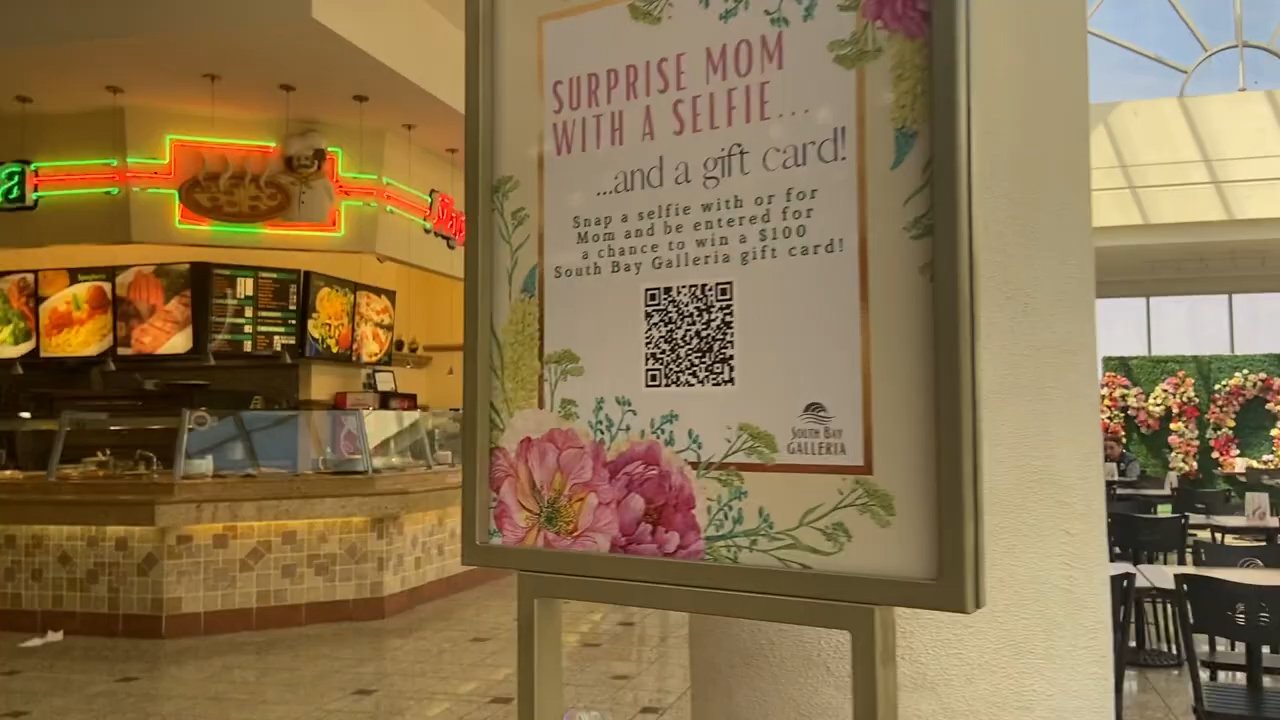 SURPRISE MOM
WITH A SELFIE...
...and a gift card!
Snap a selfie with or for
Mom and be entered for
a chance to win a $100
South Bay Galleria gift card!
SOUTH BAY
GALLERIA